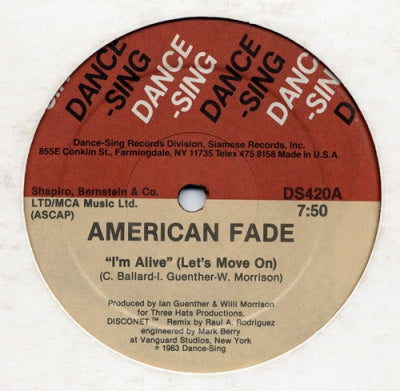 DANCE -SING DANCE -SING DANCE -SING DANCE -SING DANCE
Dance-Sing Records Division, Siamese Records, Inc.
855E Conklin St., Farmingdale, NY 11735 Telex 475 8158 Made in U.S.A.
Shapiro, Bernstein & Co.
LTD/MCA Music Ltd.
(ASCAP)
DS420A
7:50
AMERICAN FADE
"I'm Alive" (Let's Move On)
(C. Ballard-I. Guenther-W. Morrison)
Produced by Ian Guenther & Willi Morrison
for Three Hats Productions.
DISCONET™ Remix by Raul A. Rodriguez
engineered by Mark Berry
at Vanguard Studios, New York
℗ 1983 Dance-Sing